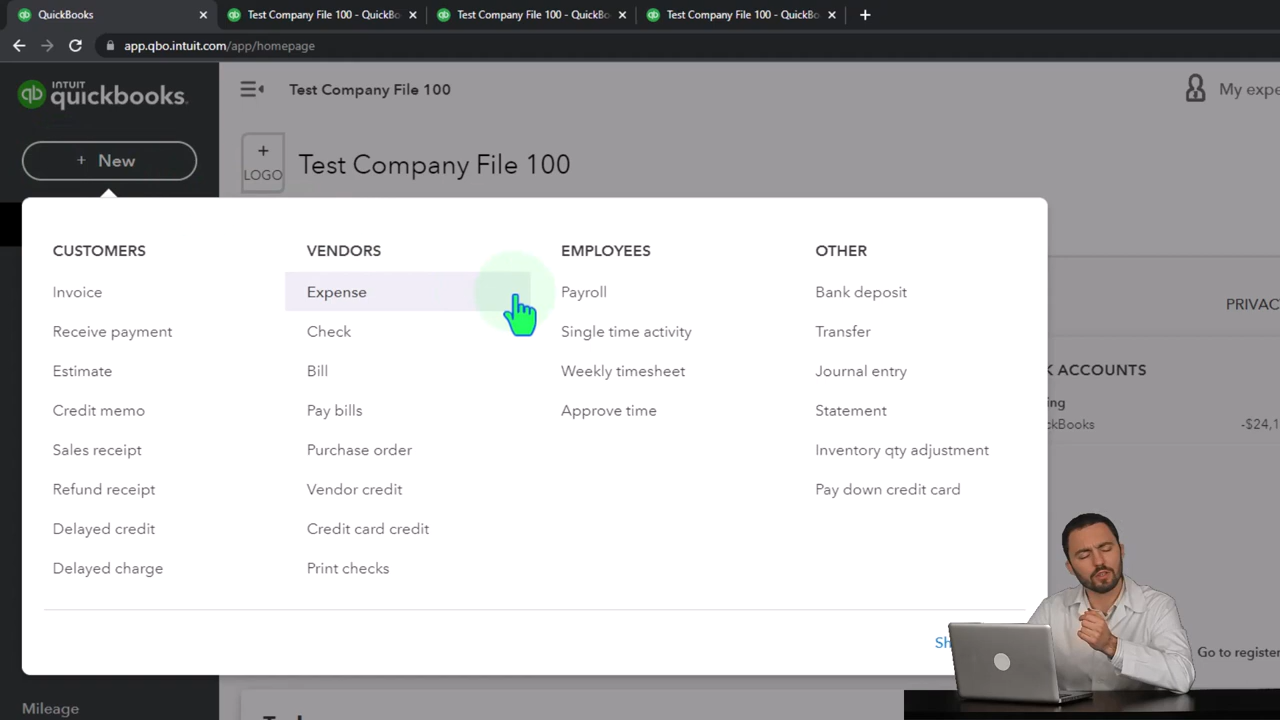 QuickBooks
Test Company File 100 - QuickBo
Test Company File 100 - QuickBo
Test Company File 100 - QuickBo
app.qbo.intuit.com/app/homepage
INTUIT
quickbooks.
Test Company File 100
My expe
+ New
+
LOGO
Test Company File 100
CUSTOMERS
Invoice
Receive payment
Estimate
Credit memo
Sales receipt
Refund receipt
Delayed credit
Delayed charge
VENDORS
Expense
Check
Bill
Pay bills
Purchase order
Vendor credit
Credit card credit
Print checks
EMPLOYEES
Payroll
Single time activity
Weekly timesheet
Approve time
OTHER
Bank deposit
Transfer
Journal entry
Statement
Inventory qty adjustment
Pay down credit card
PRIVAC
K ACCOUNTS
ing
ckBooks
-$24,1
Sh
Go to register
Mileage